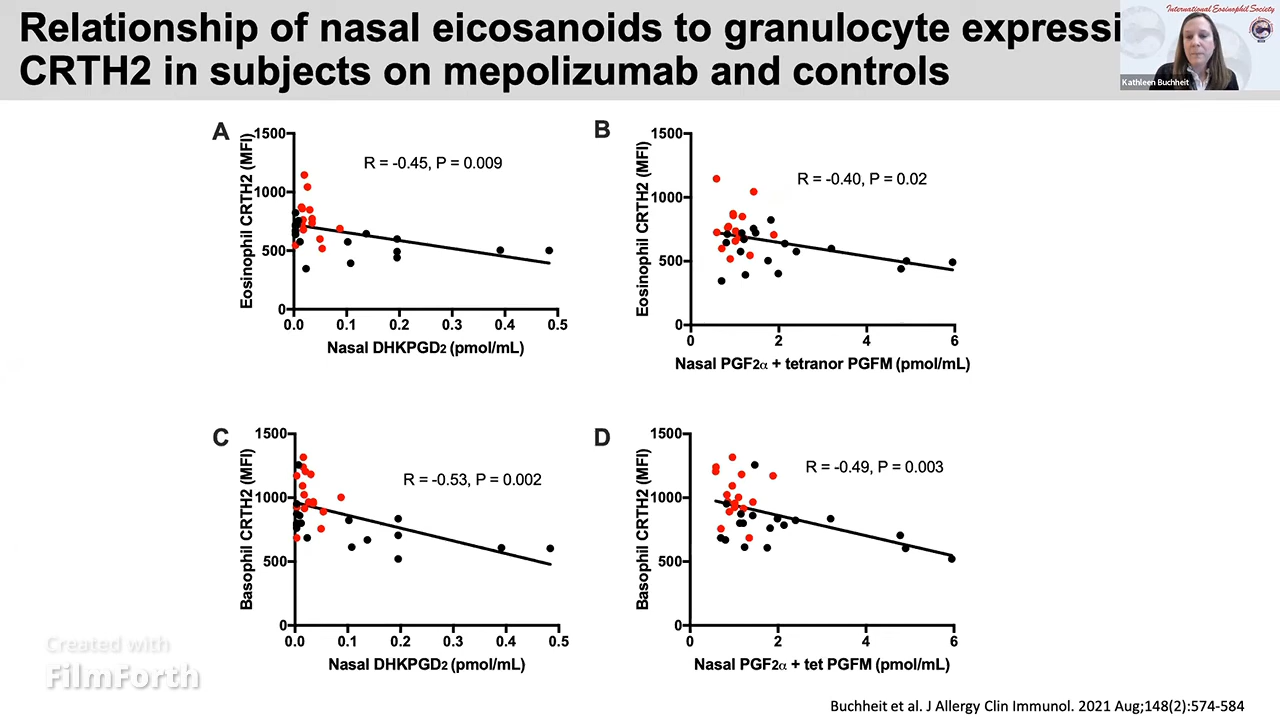 Relationship of nasal eicosanoids to granulocyte expressi
CRTH2 in subjects on mepolizumab and controls
International Eosinophil Society
Kathleen Buchheit
A
1500
1000
500
0
Eosinophil CRTH2 (MFI)
R = -0.45, P = 0.009
0.0 0.1 0.2 0.3 0.4 0.5
Nasal DHKPGD2 (pmol/mL)
B
1500
1000
500
0
Eosinophil CRTH2 (MFI)
R = -0.40, P = 0.02
0 2 4 6
Nasal PGF2α + tetranor PGFM (pmol/mL)
C
1500
1000
500
0
Basophil CRTH2 (MFI)
R = -0.53, P = 0.002
0.0 0.1 0.2 0.3 0.4 0.5
Nasal DHKPGD2 (pmol/mL)
D
1500
1000
500
0
Basophil CRTH2 (MFI)
R = -0.49, P = 0.003
0 2 4 6
Nasal PGF2α + tet PGFM (pmol/mL)
Created with
FilmForth
Buchheit et al. J Allergy Clin Immunol. 2021 Aug;148(2):574-584